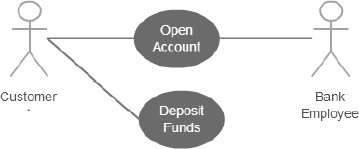 Open
Account
Customer
Bank
Employee
Deposit
Funds